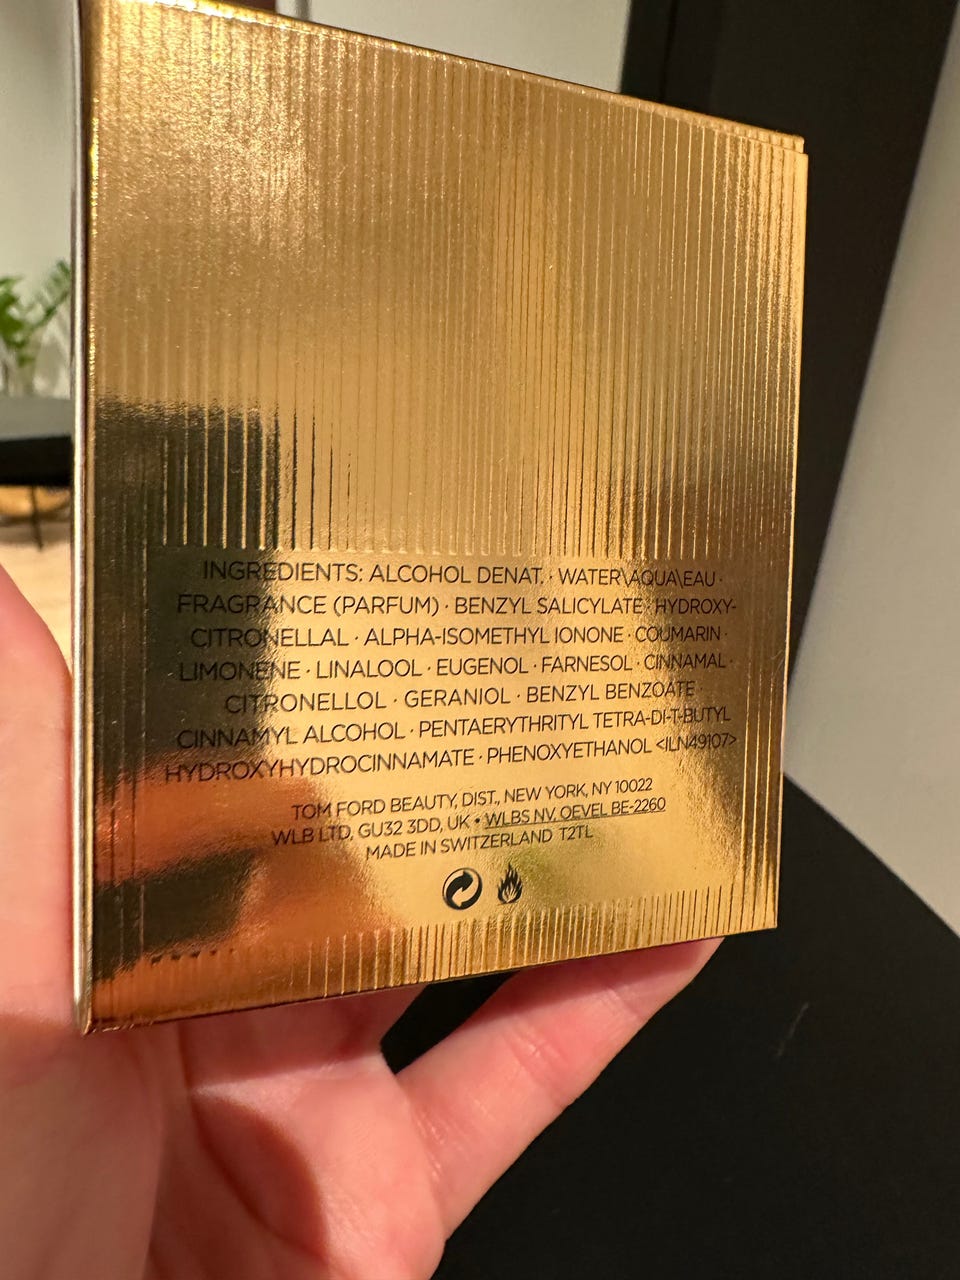 INGREDIENTS: ALCOHOL DENAT. · WATER\AQUA\EAU ·
FRAGRANCE (PARFUM) · BENZYL SALICYLATE · HYDROXY-
CITRONELLAL · ALPHA-ISOMETHYL IONONE · COUMARIN ·
LIMONENE · LINALOOL · EUGENOL · FARNESOL · CINNAMAL ·
CITRONELLOL · GERANIOL · BENZYL BENZOATE ·
CINNAMYL ALCOHOL · PENTAERYTHRITYL TETRA-DI-T-BUTYL
HYDROXYHYDROCINNAMATE · PHENOXYETHANOL <ILN49107>
TOM FORD BEAUTY, DIST., NEW YORK, NY 10022
WLB LTD, GU32 3DD, UK • WLBS NV, OEVEL BE-2260
MADE IN SWITZERLAND T2TL